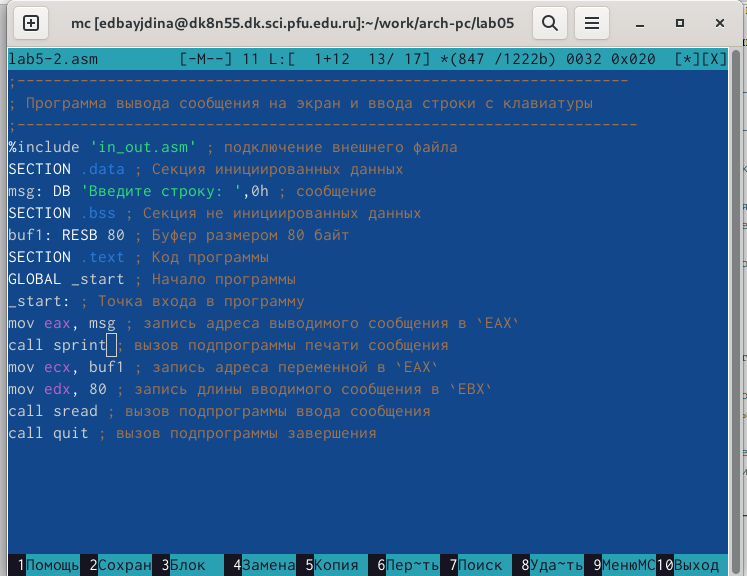 mc [edbayjdina@dk8n55.dk.sci.pfu.edu.ru]:~/work/arch-pc/lab05
lab5-2.asm [-M--] 11 L:[ 1+12 13/ 17] *(847 /1222b) 0032 0x020 [*][X]
;--------------------------------------------------------------------
; Программа вывода сообщения на экран и ввода строки с клавиатуры
;---------------------------------------------------------------------
%include 'in_out.asm' ; подключение внешнего файла
SECTION .data ; Секция инициированных данных
msg: DB 'Введите строку: ',0h ; сообщение
SECTION .bss ; Секция не инициированных данных
buf1: RESB 80 ; Буфер размером 80 байт
SECTION .text ; Код программы
GLOBAL _start ; Начало программы
_start: ; Точка входа в программу
mov eax, msg ; запись адреса выводимого сообщения в `EAX`
call sprint ; вызов подпрограммы печати сообщения
mov ecx, buf1 ; запись адреса переменной в `EAX`
mov edx, 80 ; запись длины вводимого сообщения в `EBX`
call sread ; вызов подпрограммы ввода сообщения
call quit ; вызов подпрограммы завершения
1Помощь 2Сохран 3Блок 4Замена 5Копия 6Пер~ть 7Поиск 8Уда~ть 9МенюMC 10Выход